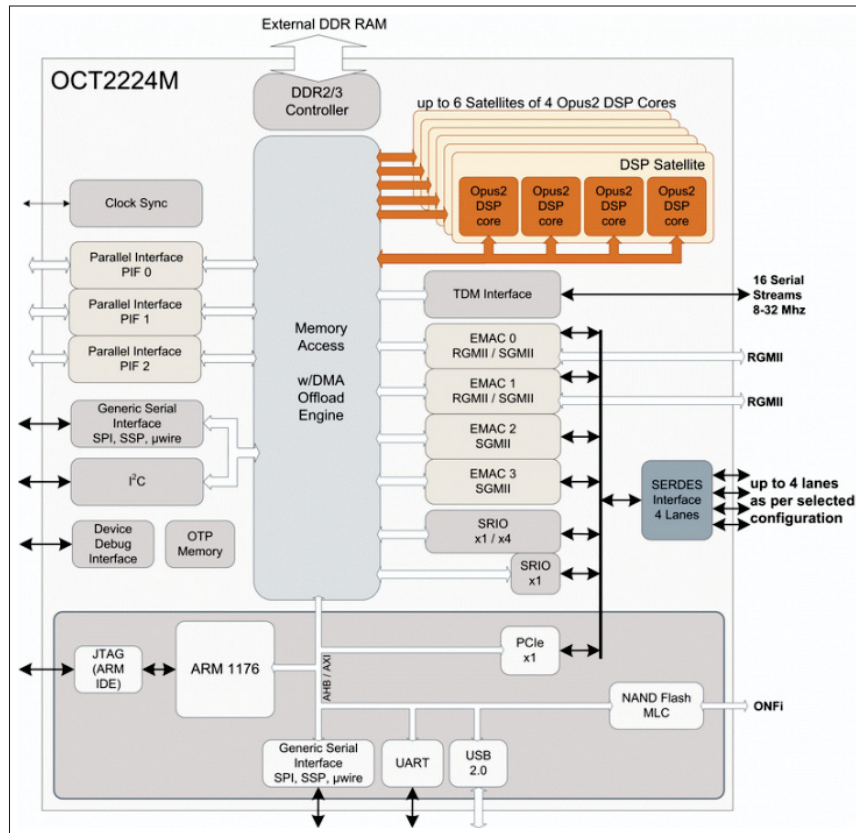 External DDR RAM
OCT2224M
DDR2/3
Controller
up to 6 Satellites of 4 Opus2 DSP Cores
DSP Satellite
Opus2
DSP
core
Opus2
DSP
core
Opus2
DSP
core
Opus2
DSP
core
Clock Sync
Parallel Interface
PIF 0
Parallel Interface
PIF 1
Parallel Interface
PIF 2
Generic Serial
Interface
SPI, SSP, µwire
I²C
Device
Debug
Interface
OTP
Memory
Memory
Access
w/DMA
Offload
Engine
TDM Interface
16 Serial
Streams
8-32 Mhz
EMAC 0
RGMII / SGMII
RGMII
EMAC 1
RGMII / SGMII
RGMII
EMAC 2
SGMII
EMAC 3
SGMII
SRIO
x1 / x4
SRIO
x1
SERDES
Interface
4 Lanes
up to 4 lanes
as per selected
configuration
JTAG
(ARM
IDE)
ARM 1176
AHB / AXI
PCIe
x1
NAND Flash
MLC
ONFi
Generic Serial
Interface
SPI, SSP, µwire
UART
USB
2.0